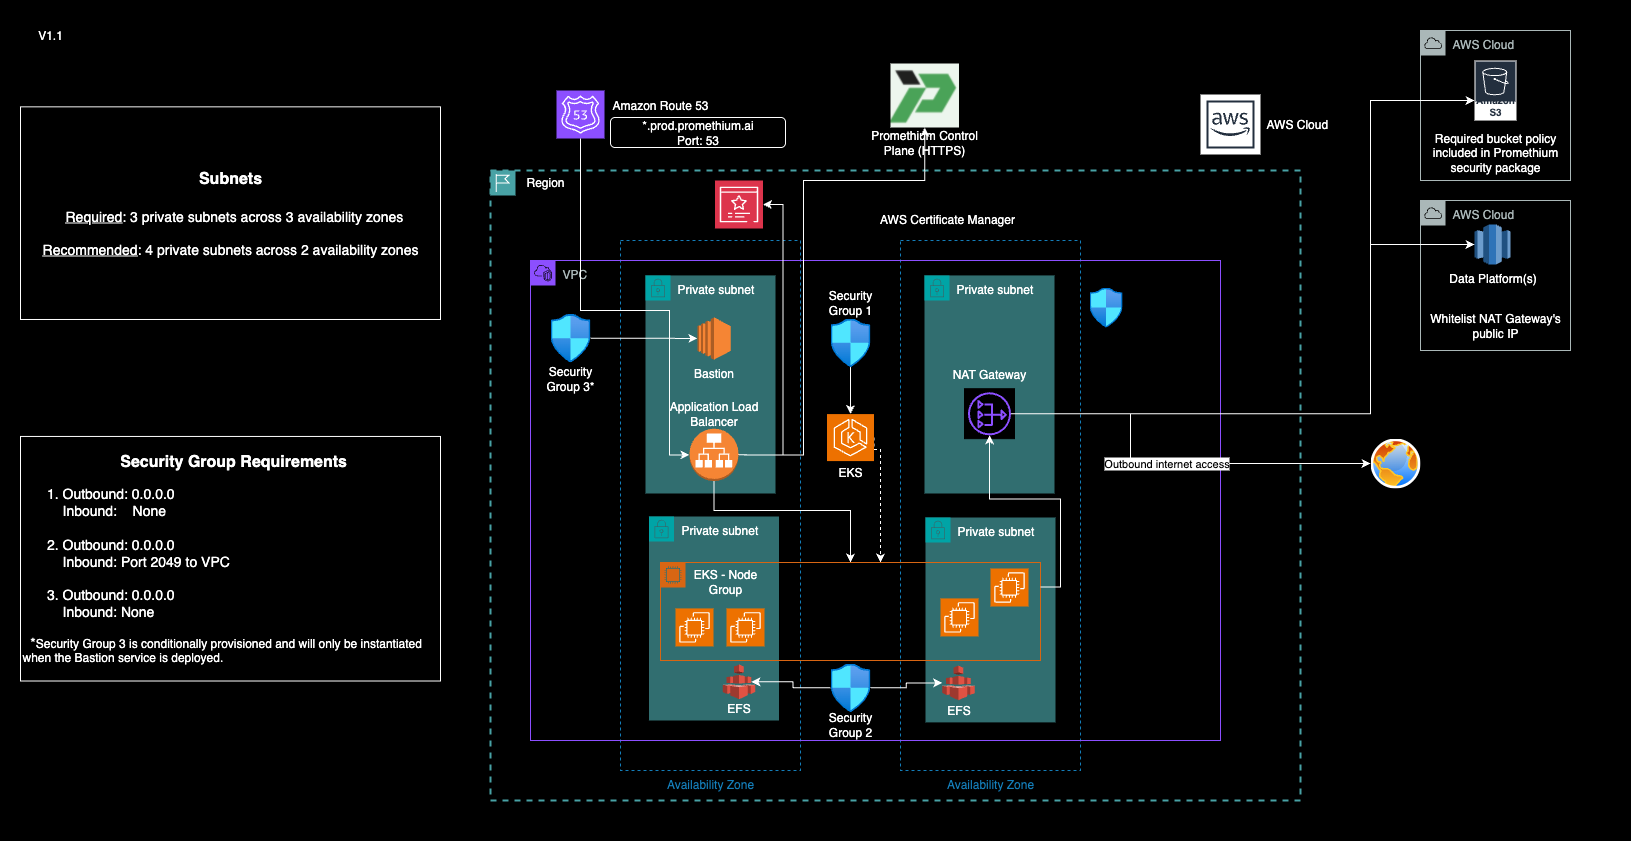 V1.1
Subnets
Required: 3 private subnets across 3 availability zones
Recommended: 4 private subnets across 2 availability zones
Security Group Requirements
1. Outbound: 0.0.0.0
Inbound: None
2. Outbound: 0.0.0.0
Inbound: Port 2049 to VPC
3. Outbound: 0.0.0.0
Inbound: None
*Security Group 3 is conditionally provisioned and will only be instantiated
when the Bastion service is deployed.
53
Amazon Route 53
*.prod.promethium.ai
Port: 53
Promethium Control
Plane (HTTPS)
aws
AWS Cloud
Region
AWS Certificate Manager
VPC
Private subnet
Security
Group 3*
Bastion
Application Load
Balancer
Security
Group 1
K
EKS
Private subnet
NAT Gateway
Outbound internet access
Private subnet
EKS - Node
Group
EFS
Security
Group 2
Private subnet
EFS
Availability Zone
Availability Zone
AWS Cloud
Amazon
S3
Required bucket policy
included in Promethium
security package
AWS Cloud
Data Platform(s)
Whitelist NAT Gateway's
public IP